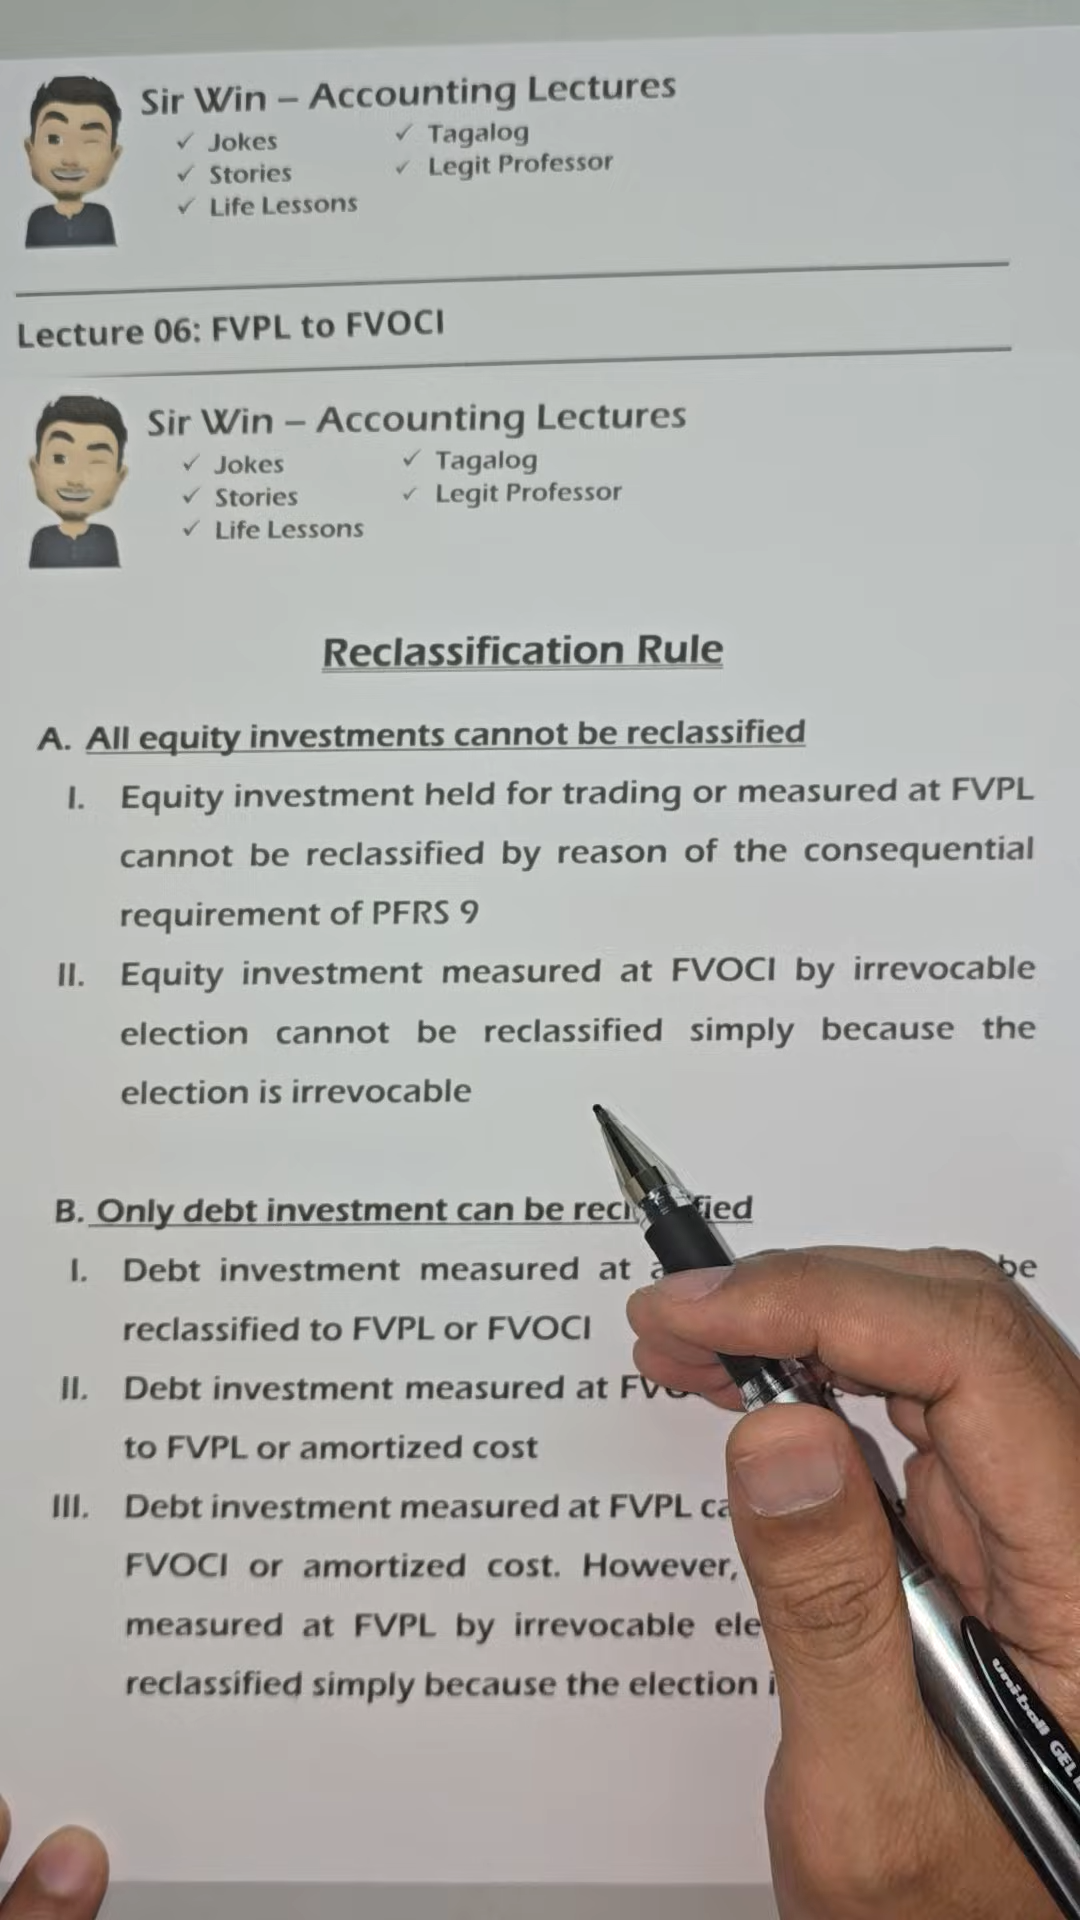 Sir Win – Accounting Lectures
✓ Jokes ✓ Tagalog
✓ Stories ✓ Legit Professor
✓ Life Lessons
Lecture 06: FVPL to FVOCI
Sir Win – Accounting Lectures
✓ Jokes ✓ Tagalog
✓ Stories ✓ Legit Professor
✓ Life Lessons
Reclassification Rule
A. All equity investments cannot be reclassified
I. Equity investment held for trading or measured at FVPL
cannot be reclassified by reason of the consequential
requirement of PFRS 9
II. Equity investment measured at FVOCI by irrevocable
election cannot be reclassified simply because the
election is irrevocable
B. Only debt investment can be
I. Debt investment measured at be
reclassified to FVPL or FVOCI
II. Debt investment measured at
to FVPL or amortized cost
III. Debt investment measured at FVPL
FVOCI or amortized cost. However,
measured at FVPL by irrevocable
reclassified simply because the election
uni-ball GEL